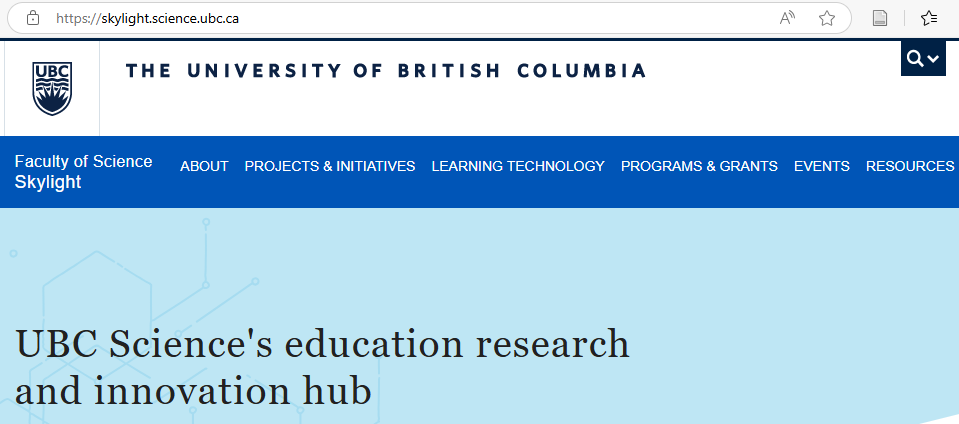 https://skylight.science.ubc.ca
UBC
THE UNIVERSITY OF BRITISH COLUMBIA
Faculty of Science
Skylight
ABOUT PROJECTS & INITIATIVES LEARNING TECHNOLOGY PROGRAMS & GRANTS EVENTS RESOURCES
UBC Science's education research
and innovation hub